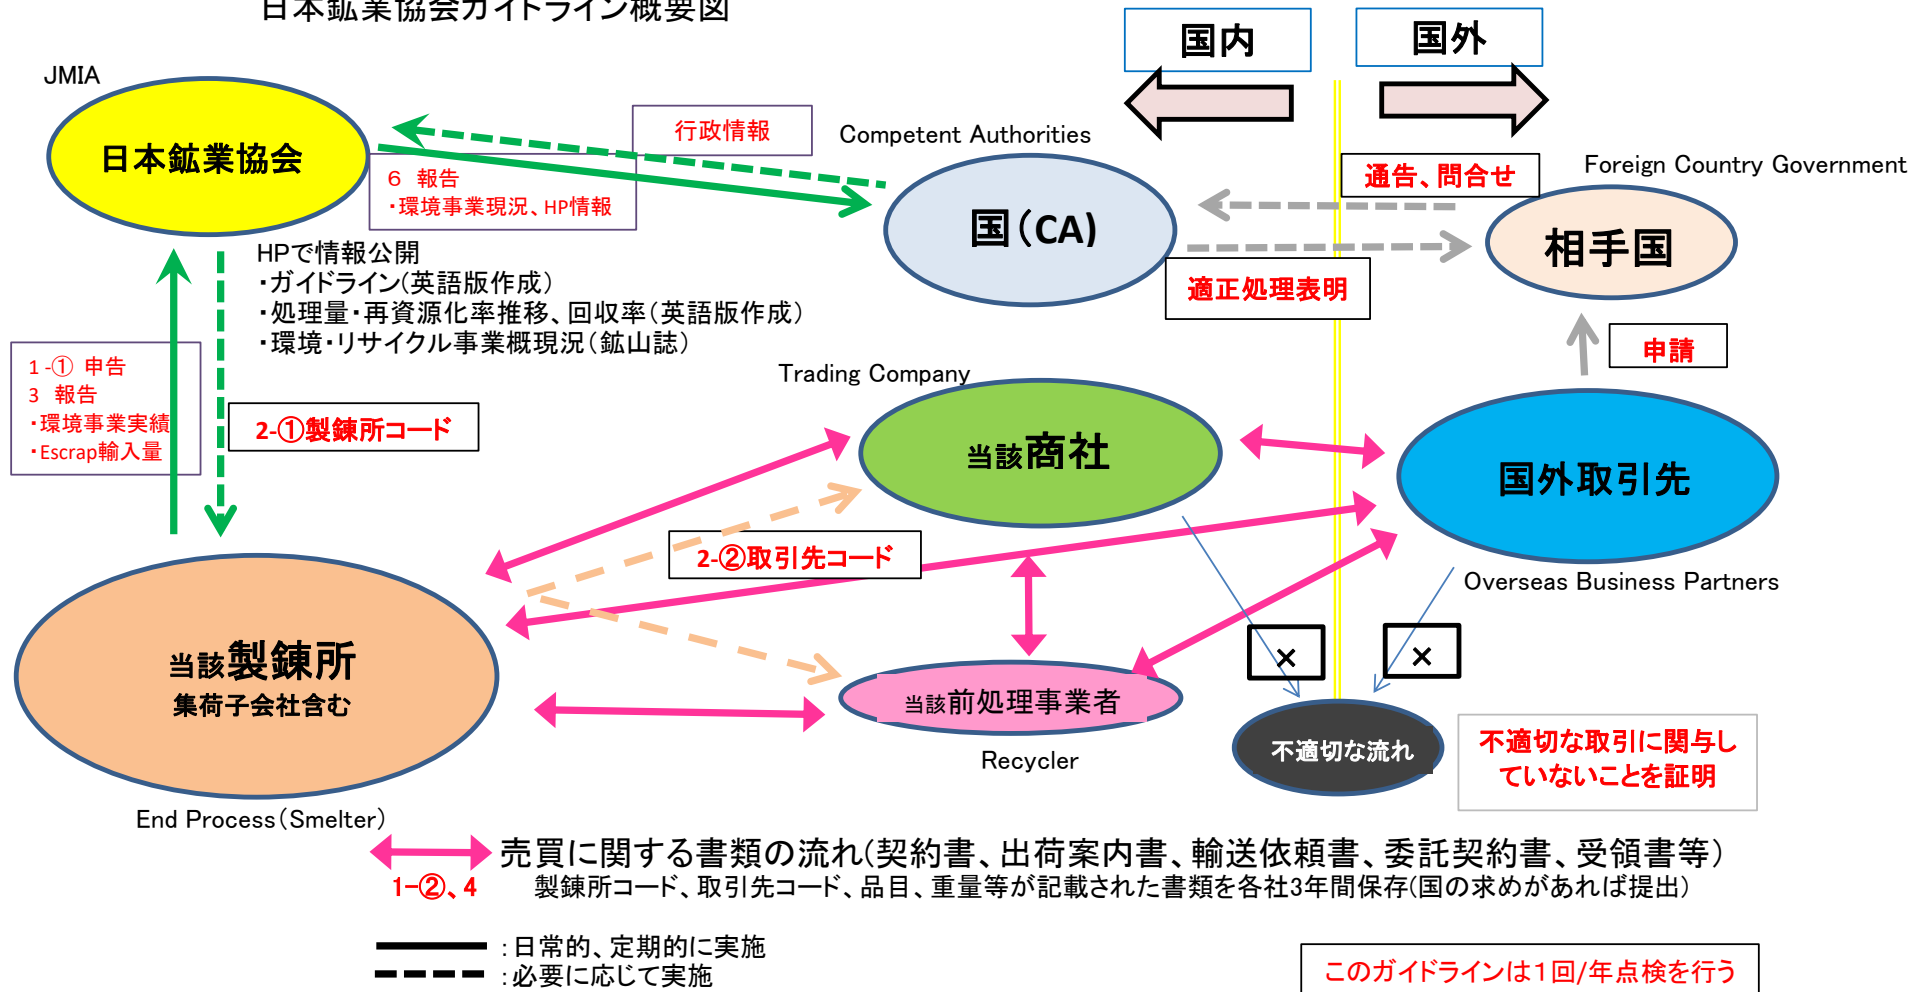 日本鉱業協会ガイドライン概要図
国内
国外
JMIA
日本鉱業協会
行政情報
6 報告
・環境事業現況、HP情報
Competent Authorities
国(CA)
通告、問合せ
Foreign Country Government
相手国
適正処理表明
申請
HPで情報公開
・ガイドライン(英語版作成)
・処理量・再資源化率推移、回収率(英語版作成)
・環境・リサイクル事業概現況(鉱山誌)
1-① 申告
3 報告
・環境事業実績
・Escrap輸入量
2-①製錬所コード
Trading Company
当該商社
国外取引先
Overseas Business Partners
2-②取引先コード
当該製錬所
集荷子会社含む
End Process(Smelter)
当該前処理事業者
Recycler
×
×
不適切な流れ
不適切な取引に関与し
ていないことを証明
売買に関する書類の流れ(契約書、出荷案内書、輸送依頼書、委託契約書、受領書等)
1-②、4
製錬所コード、取引先コード、品目、重量等が記載された書類を各社3年間保存(国の求めがあれば提出)
:日常的、定期的に実施
:必要に応じて実施
このガイドラインは1回/年点検を行う